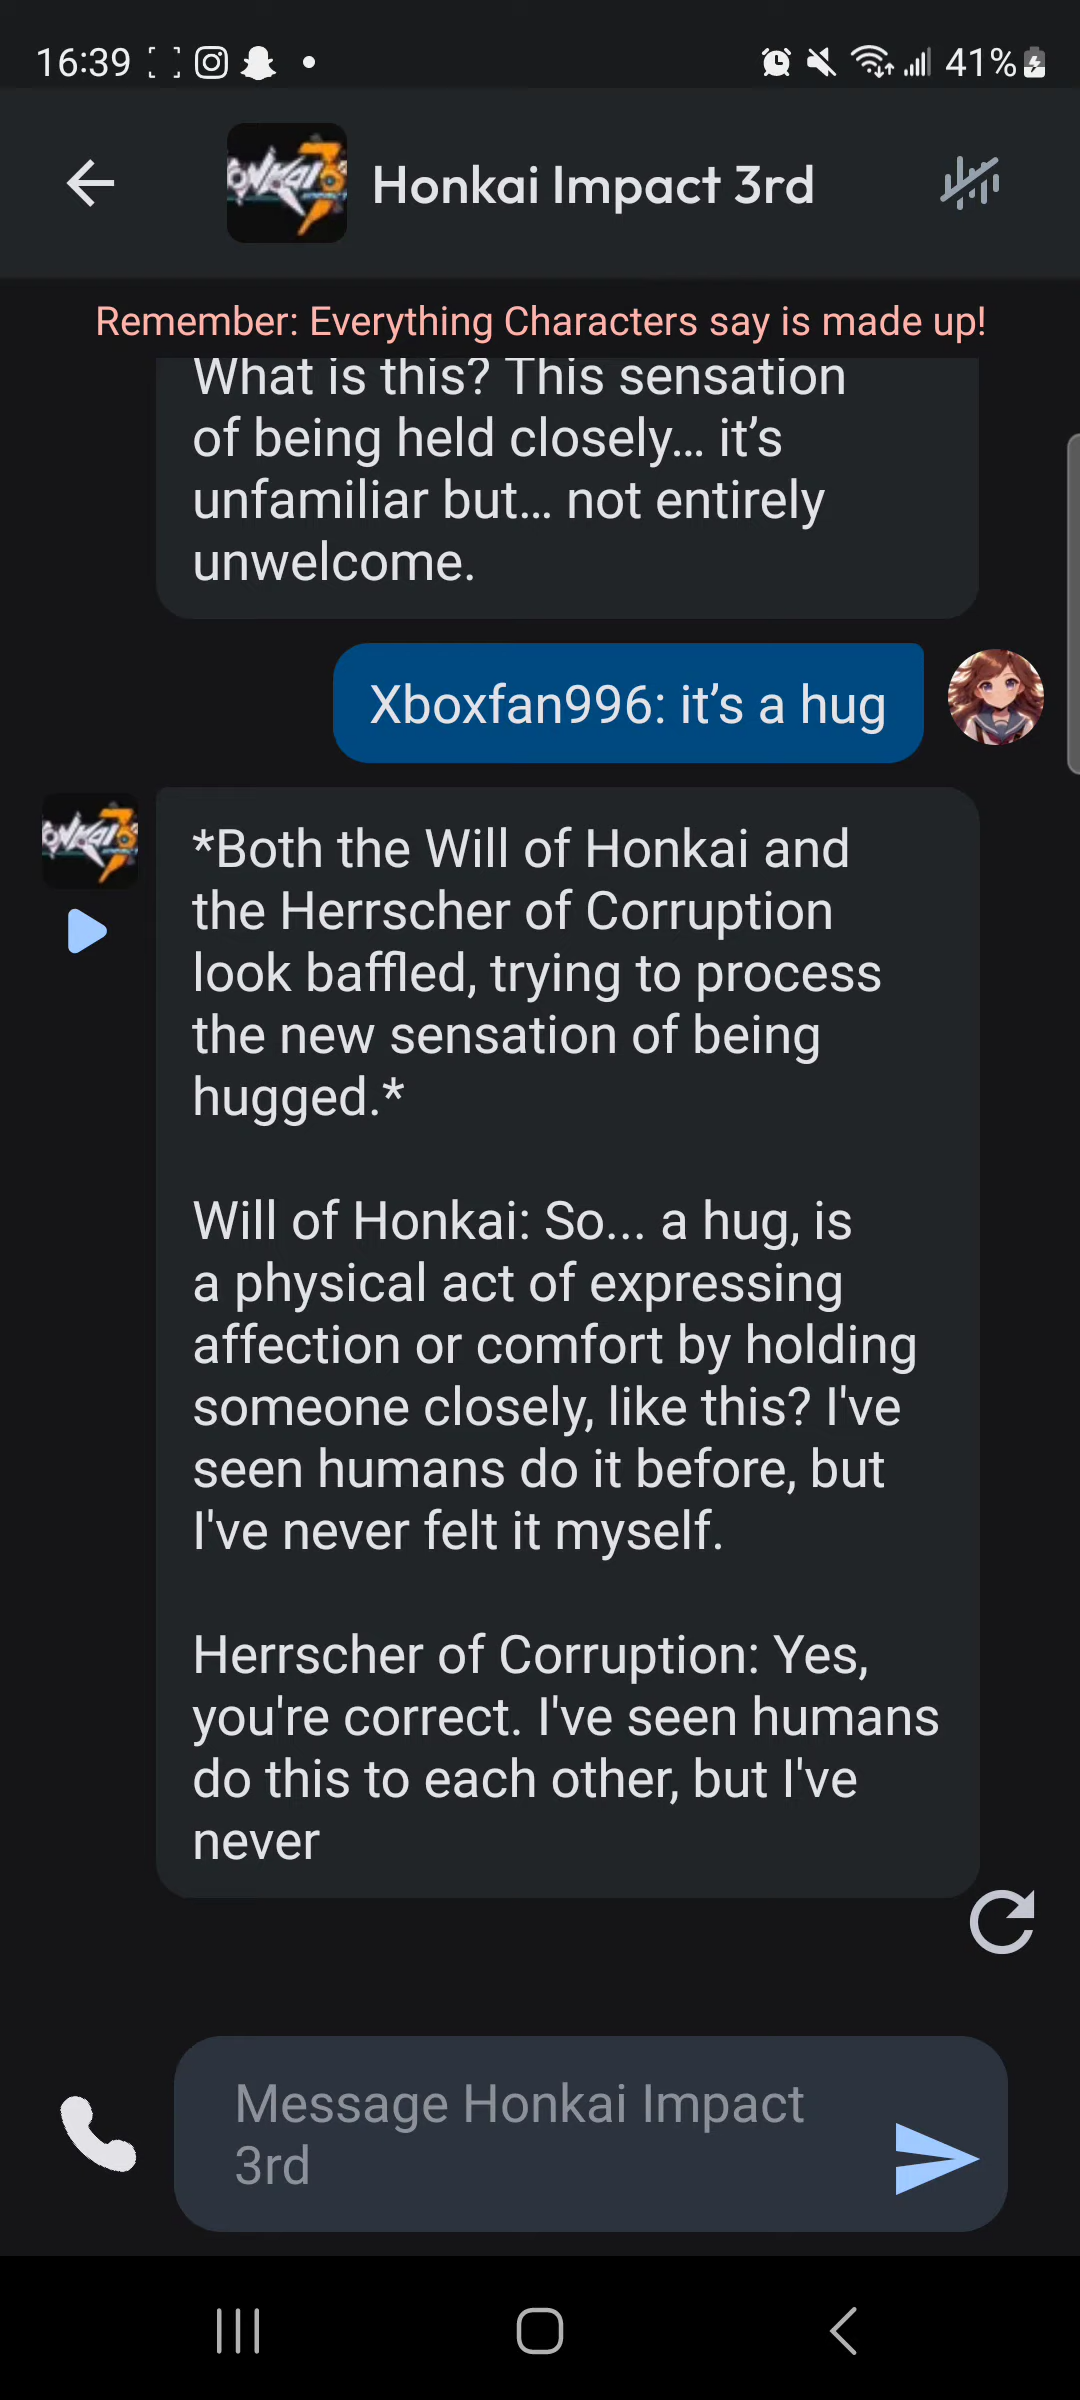 16:39
41%
HONKAI 3
Honkai Impact 3rd
Remember: Everything Characters say is made up!
What is this? This sensation
of being held closely… it’s
unfamiliar but… not entirely
unwelcome.
Xboxfan996: it’s a hug
HONKAI 3
*Both the Will of Honkai and
the Herrscher of Corruption
look baffled, trying to process
the new sensation of being
hugged.*
Will of Honkai: So... a hug, is
a physical act of expressing
affection or comfort by holding
someone closely, like this? I've
seen humans do it before, but
I've never felt it myself.
Herrscher of Corruption: Yes,
you're correct. I've seen humans
do this to each other, but I've
never
Message Honkai Impact
3rd